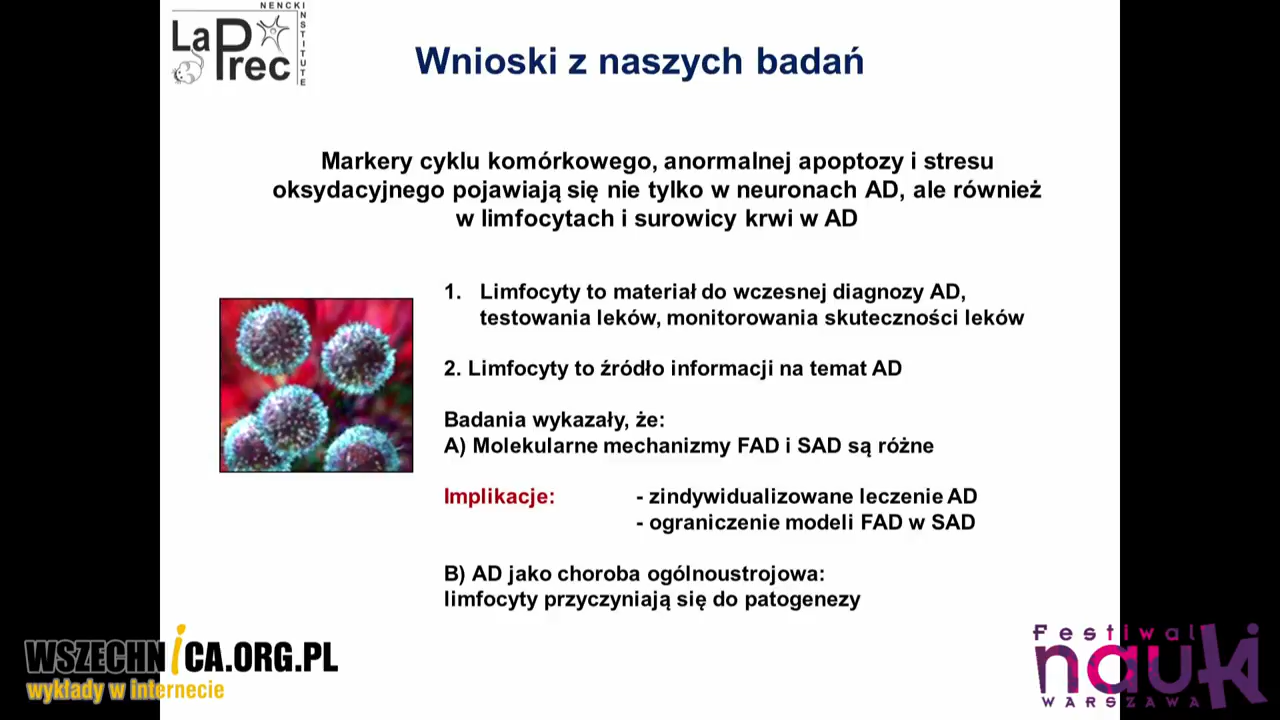 NENCKI
INSTITUTE
LaPrec
Wnioski z naszych badań
Markery cyklu komórkowego, anormalnej apoptozy i stresu
oksydacyjnego pojawiają się nie tylko w neuronach AD, ale również
w limfocytach i surowicy krwi w AD
1. Limfocyty to materiał do wczesnej diagnozy AD,
testowania leków, monitorowania skuteczności leków
2. Limfocyty to źródło informacji na temat AD
Badania wykazały, że:
A) Molekularne mechanizmy FAD i SAD są różne
Implikacje: - zindywidualizowane leczenie AD
- ograniczenie modeli FAD w SAD
B) AD jako choroba ogólnoustrojowa:
limfocyty przyczyniają się do patogenezy
WSZECHNICA.ORG.PL
wykłady w internecie
Festiwal
nauki
WARSZAWA